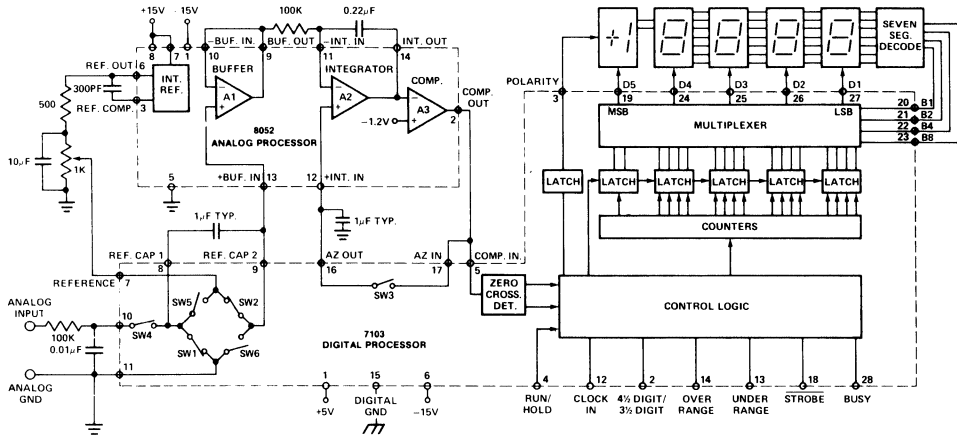 +15V -15V
8 7 1
-BUF. IN BUF. OUT
10 9
100K
0.22µF
-INT. IN INT. OUT
11 14
REF. OUT 6
300PF
REF. COMP. 3
INT. REF.
500
10µF
1K
BUFFER
A1
INTEGRATOR
A2
COMP.
A3
-1.2V
COMP. OUT
2
8052
ANALOG PROCESSOR
5
+BUF. IN 13
12 +INT. IN
1µF TYP.
1µF TYP.
REF. CAP 1
8
REF. CAP 2
9
AZ OUT
16
AZ IN
17
COMP. IN.
5
REFERENCE 7
SW5
SW2
SW1
SW6
SW3
SW4
ANALOG INPUT
100K
0.01µF
10
11
ANALOG GND
7103
DIGITAL PROCESSOR
1
+5V
15
DIGITAL GND
6
-15V
ZERO CROSS. DET.
CONTROL LOGIC
COUNTERS
LATCH LATCH LATCH LATCH LATCH LATCH
MULTIPLEXER
MSB LSB
POLARITY
3
D5 D4 D3 D2 D1
19 24 25 26 27
+1 8 8 8 8
SEVEN SEG. DECODE
20 B1
21 B2
22 B4
23 B8
4 12 2 14 13 18 28
RUN/ HOLD
CLOCK IN
4½ DIGIT/ 3½ DIGIT
OVER RANGE
UNDER RANGE
STROBE
BUSY